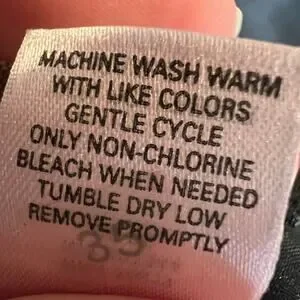 MACHINE WASH WARM
WITH LIKE COLORS
GENTLE CYCLE
ONLY NON-CHLORINE
BLEACH WHEN NEEDED
TUMBLE DRY LOW
REMOVE PROMPTLY
35